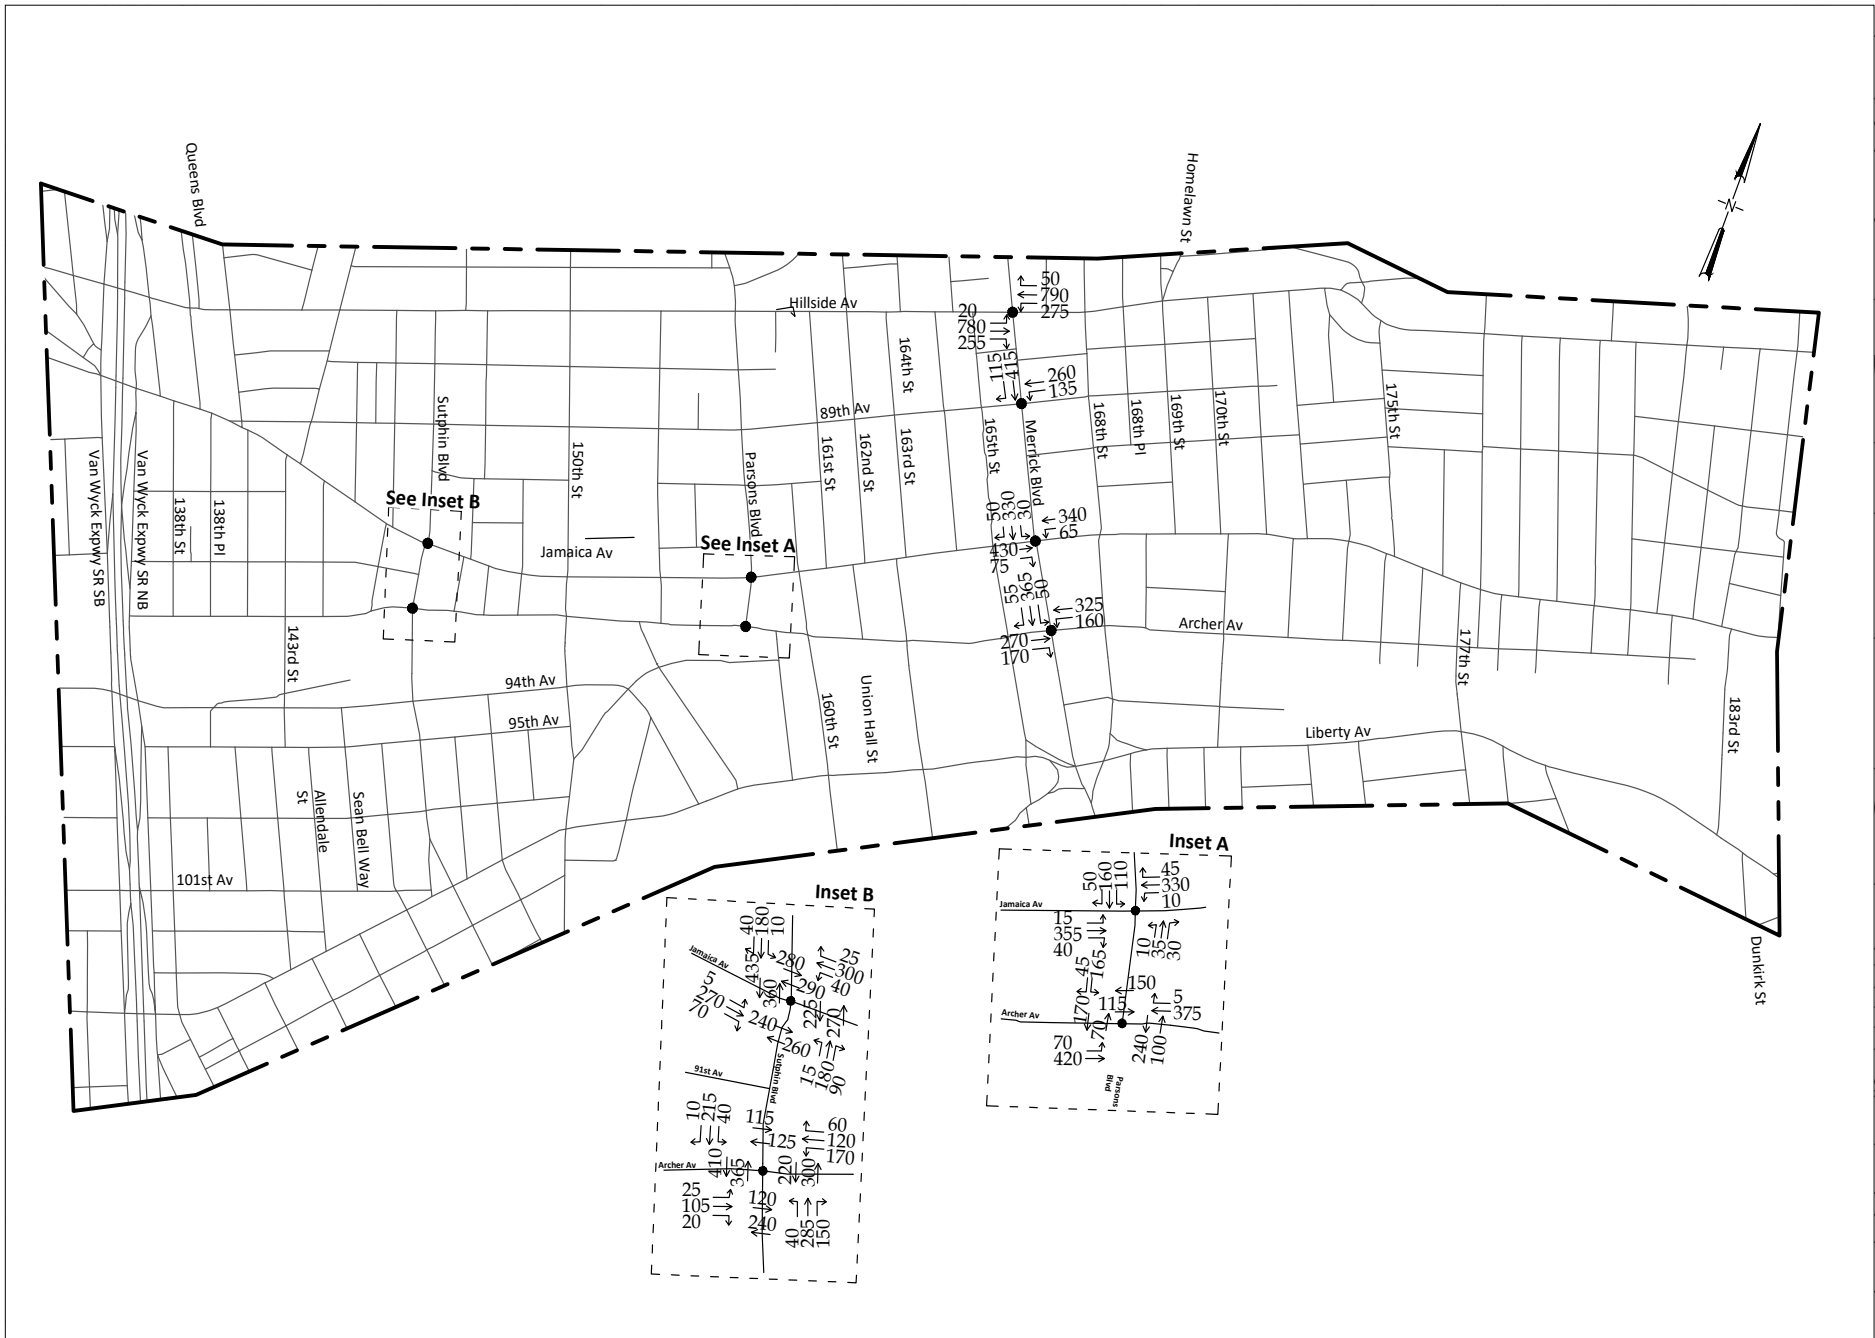 Queens Blvd
Homelawn St
N
Hillside Av
50
790
275
20
780
255
115
415
260
135
164th St
89th Av
Sutphin Blvd
150th St
Parsons Blvd
161st St
162nd St
163rd St
165th St
Merrick Blvd
168th St
168th Pl
169th St
170th St
175th St
Van Wyck Expwy SR SB
Van Wyck Expwy SR NB
138th St
138th Pl
See Inset B
See Inset A
Jamaica Av
50
330
30
340
65
430
75
55
365
50
325
160
270
170
Archer Av
143rd St
177th St
94th Av
95th Av
160th St
Union Hall St
Liberty Av
183rd St
Allendale
St
Sean Bell Way
101st Av
Dunkirk St
Inset A
50
160
110
45
330
10
Jamaica Av
15
355
40
10
35
30
45
165
150
115
170
70
5
375
Archer Av
70
420
240
100
Parsons
Blvd
Inset B
40
180
10
Jamaica Av
435
280
25
300
40
5
270
70
360
290
225
270
240
260
15
180
90
Sutphin Blvd
91st Av
10
215
40
115
125
60
120
170
Archer Av
410
365
220
300
25
105
20
120
240
40
285
150